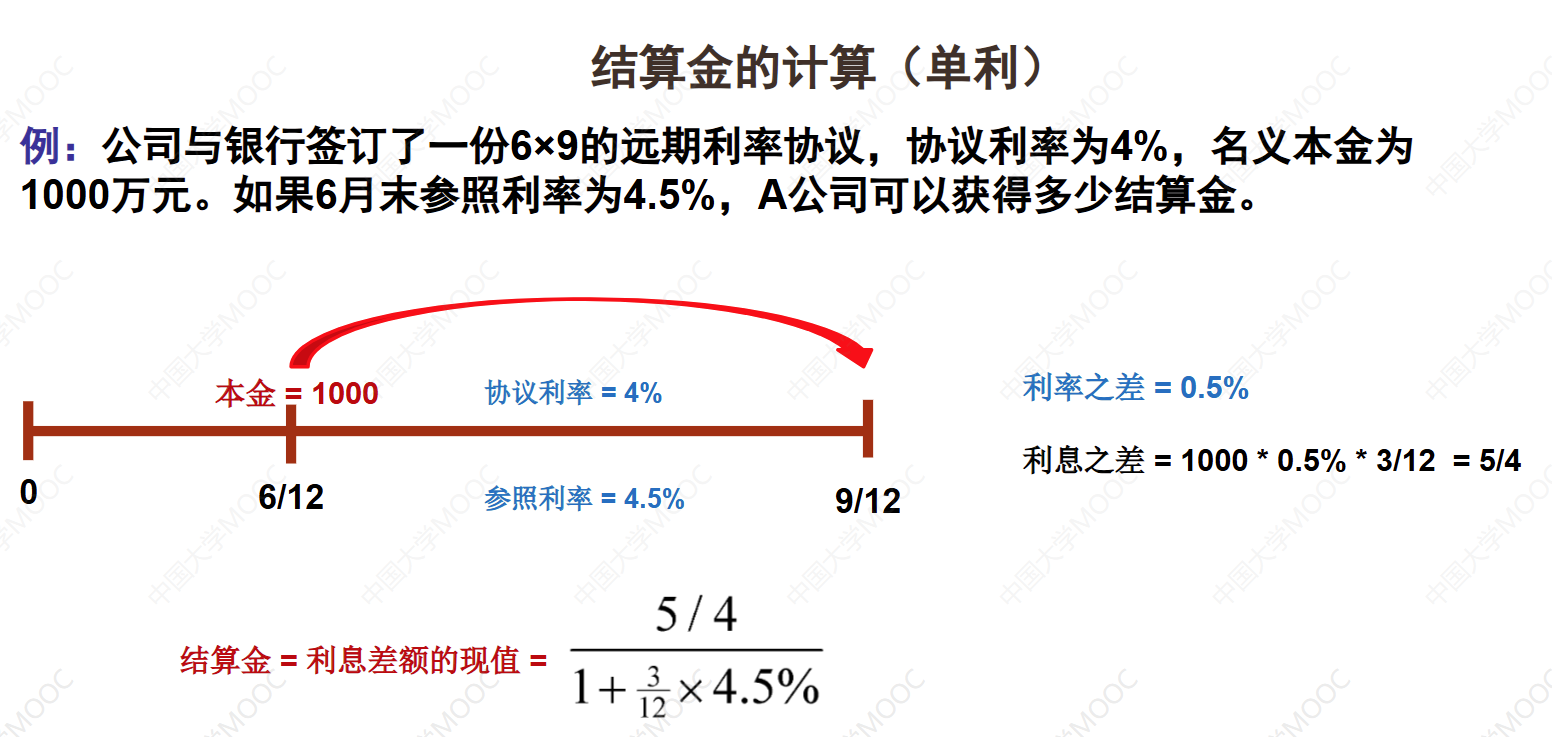 结算金的计算（单利）
例：公司与银行签订了一份6×9的远期利率协议，协议利率为4%，名义本金为
1000万元。如果6月末参照利率为4.5%，A公司可以获得多少结算金。
本金 = 1000
协议利率 = 4%
利率之差 = 0.5%
利息之差 = 1000 * 0.5% * 3/12 = 5/4
0
6/12
参照利率 = 4.5%
9/12
结算金 = 利息差额的现值 =
5 / 4
1 + 3/12 × 4.5%
中国大学MOOC